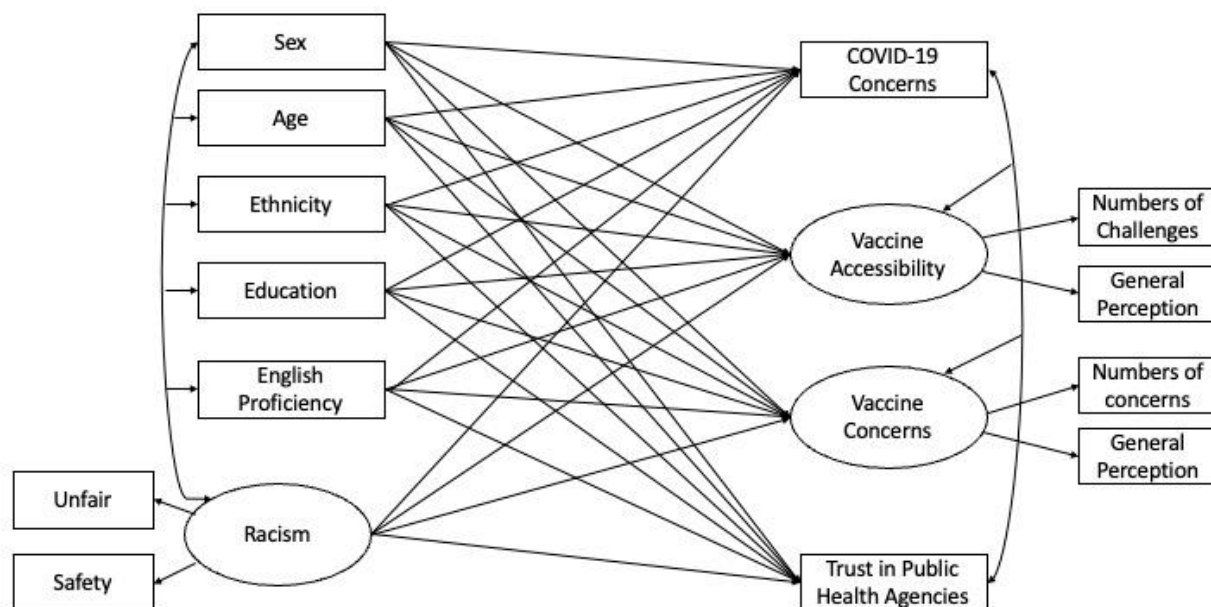 Sex
Age
Ethnicity
Education
English
Proficiency
Unfair
Safety
Racism
COVID-19
Concerns
Vaccine
Accessibility
Vaccine
Concerns
Trust in Public
Health Agencies
Numbers of
Challenges
General
Perception
Numbers of
concerns
General
Perception